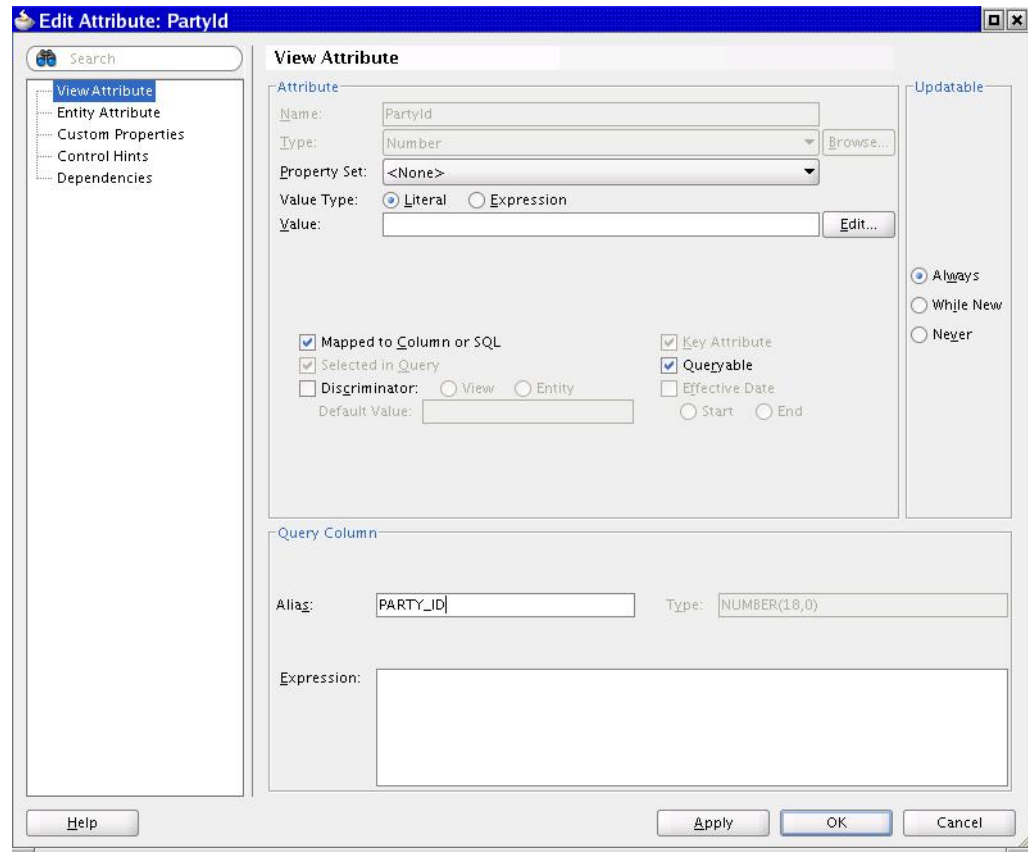 Edit Attribute: PartyId
Search
View Attribute
Entity Attribute
Custom Properties
Control Hints
Dependencies
View Attribute
Attribute
Name: PartyId
Type: Number Browse...
Property Set: <None>
Value Type: Literal Expression
Value: Edit...
Mapped to Column or SQL Key Attribute
Selected in Query Queryable
Discriminator: View Entity Effective Date
Default Value: Start End
Updatable
Always
While New
Never
Query Column
Alias: PARTY_ID Type: NUMBER(18,0)
Expression:
Help Apply OK Cancel